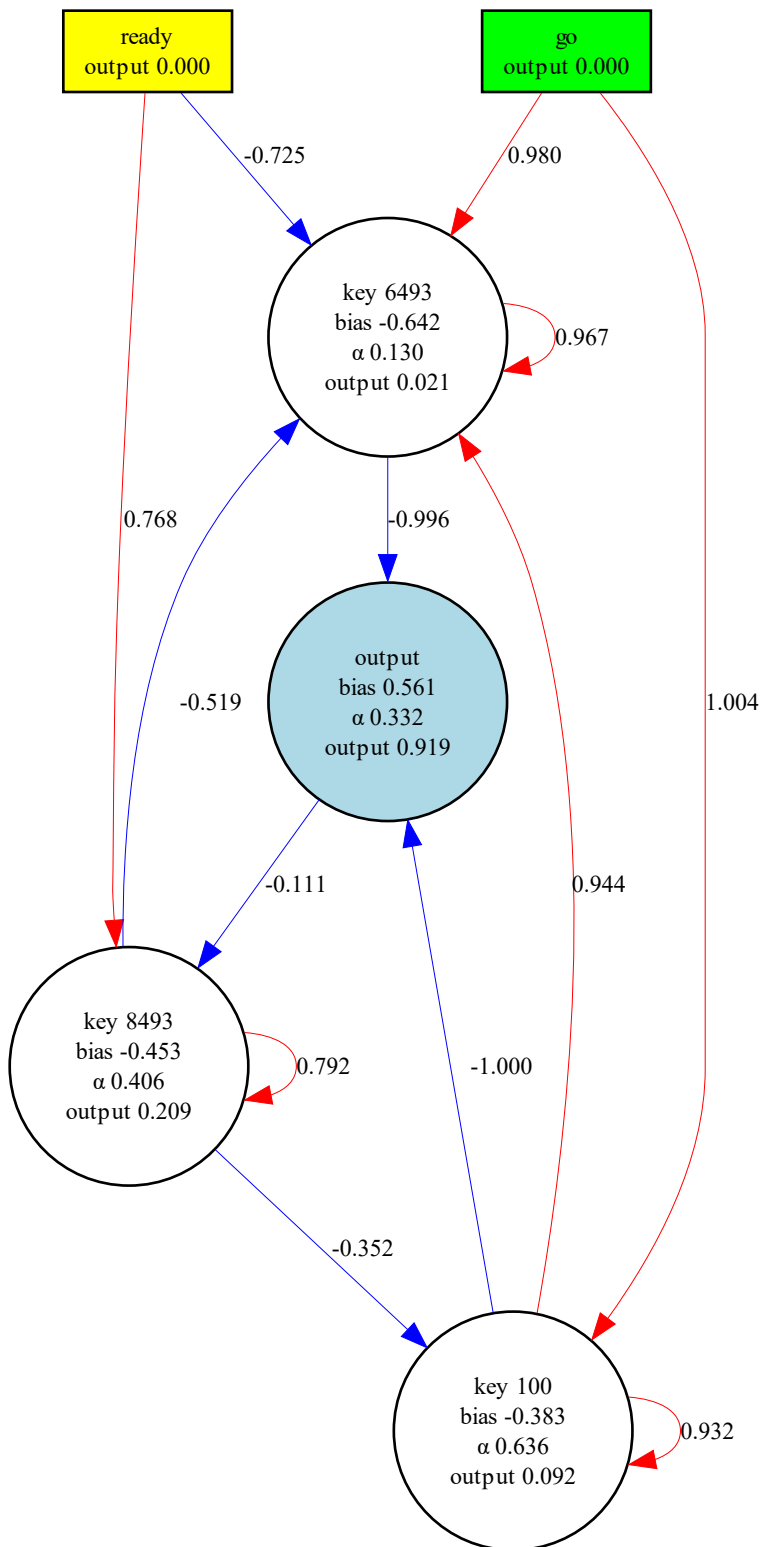 ready
output 0.000
go
output 0.000
-0.725
0.980
key 6493
bias -0.642
α 0.130
output 0.021
0.967
0.768
-0.996
output
bias 0.561
α 0.332
output 0.919
-0.519
1.004
-0.111
0.944
key 8493
bias -0.453
α 0.406
output 0.209
0.792
-1.000
-0.352
key 100
bias -0.383
α 0.636
output 0.092
0.932